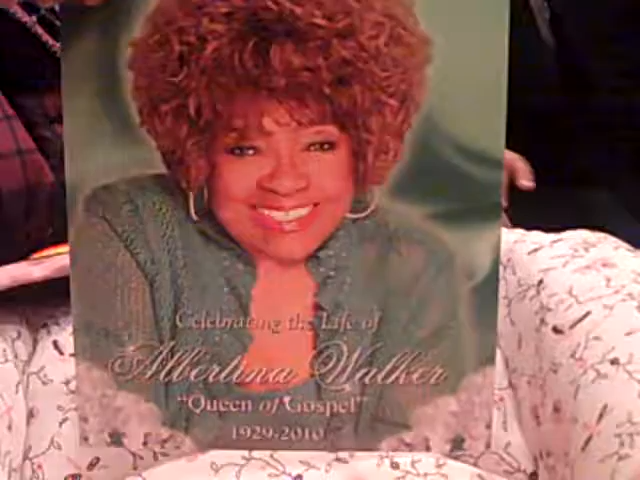 Celebrating the Life of
Albertina Walker
"Queen of Gospel"
1929-2010